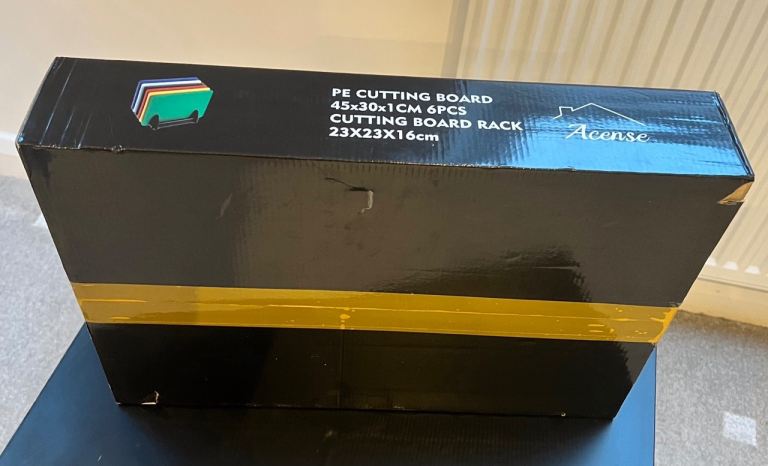 PE CUTTING BOARD
45x30x1CM 6PCS
CUTTING BOARD RACK
23X23X16cm
Acense